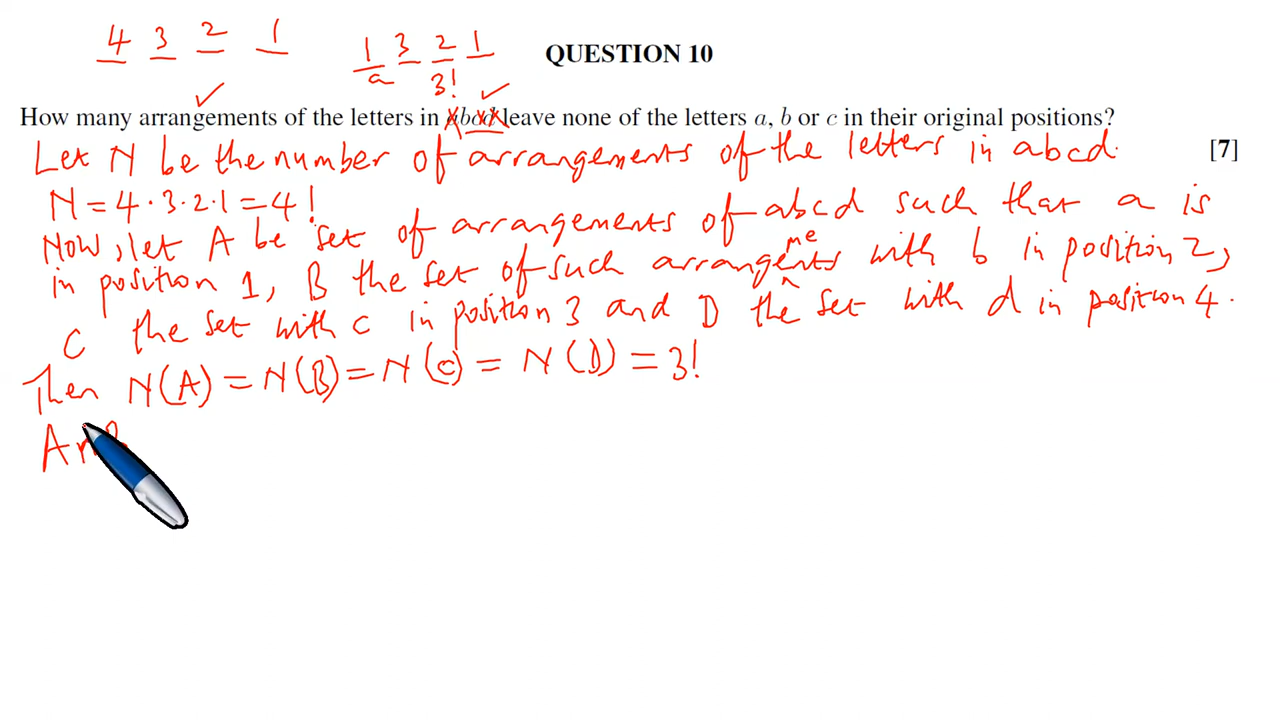 4 3 2 1
1 3 2 1
QUESTION 10
a 3!
How many arrangements of the letters in abcd leave none of the letters a, b or c in their original positions?
[7]
Let N be the number of arrangements of the letters in abcd.
N = 4 · 3 · 2 · 1 = 4!
Now, let A be set of arrangements of abcd such that a is
in position 1, B the set of such arrangements with b in position 2,
C the set with c in position 3 and D the set with d in position 4.
Then N(A) = N(B) = N(C) = N(D) = 3!